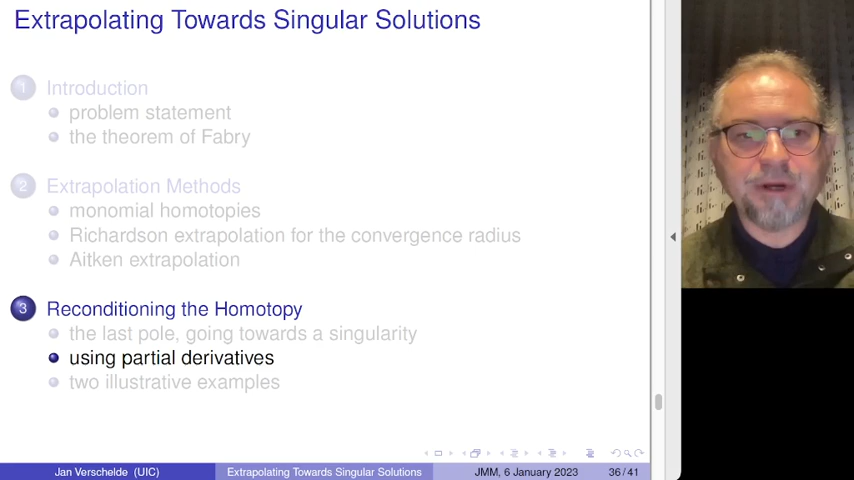 Extrapolating Towards Singular Solutions
1 Introduction
problem statement
the theorem of Fabry
2 Extrapolation Methods
monomial homotopies
Richardson extrapolation for the convergence radius
Aitken extrapolation
3 Reconditioning the Homotopy
the last pole, going towards a singularity
using partial derivatives
two illustrative examples
Jan Verschelde (UIC) Extrapolating Towards Singular Solutions JMM, 6 January 2023 36 / 41